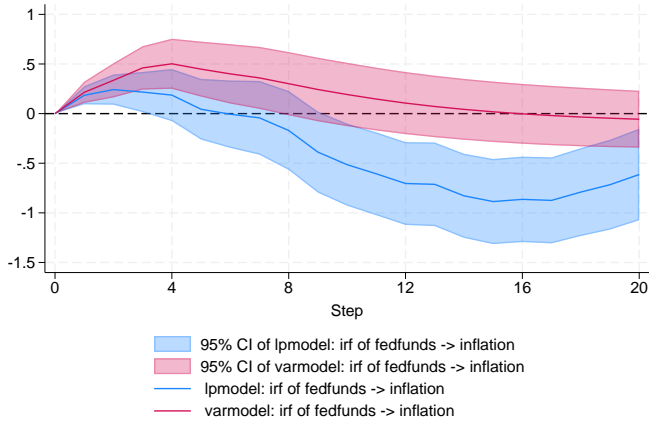 1
.5
0
-.5
-1
-1.5
0 4 8 12 16 20
Step
95% CI of lpmodel: irf of fedfunds -> inflation
95% CI of varmodel: irf of fedfunds -> inflation
lpmodel: irf of fedfunds -> inflation
varmodel: irf of fedfunds -> inflation